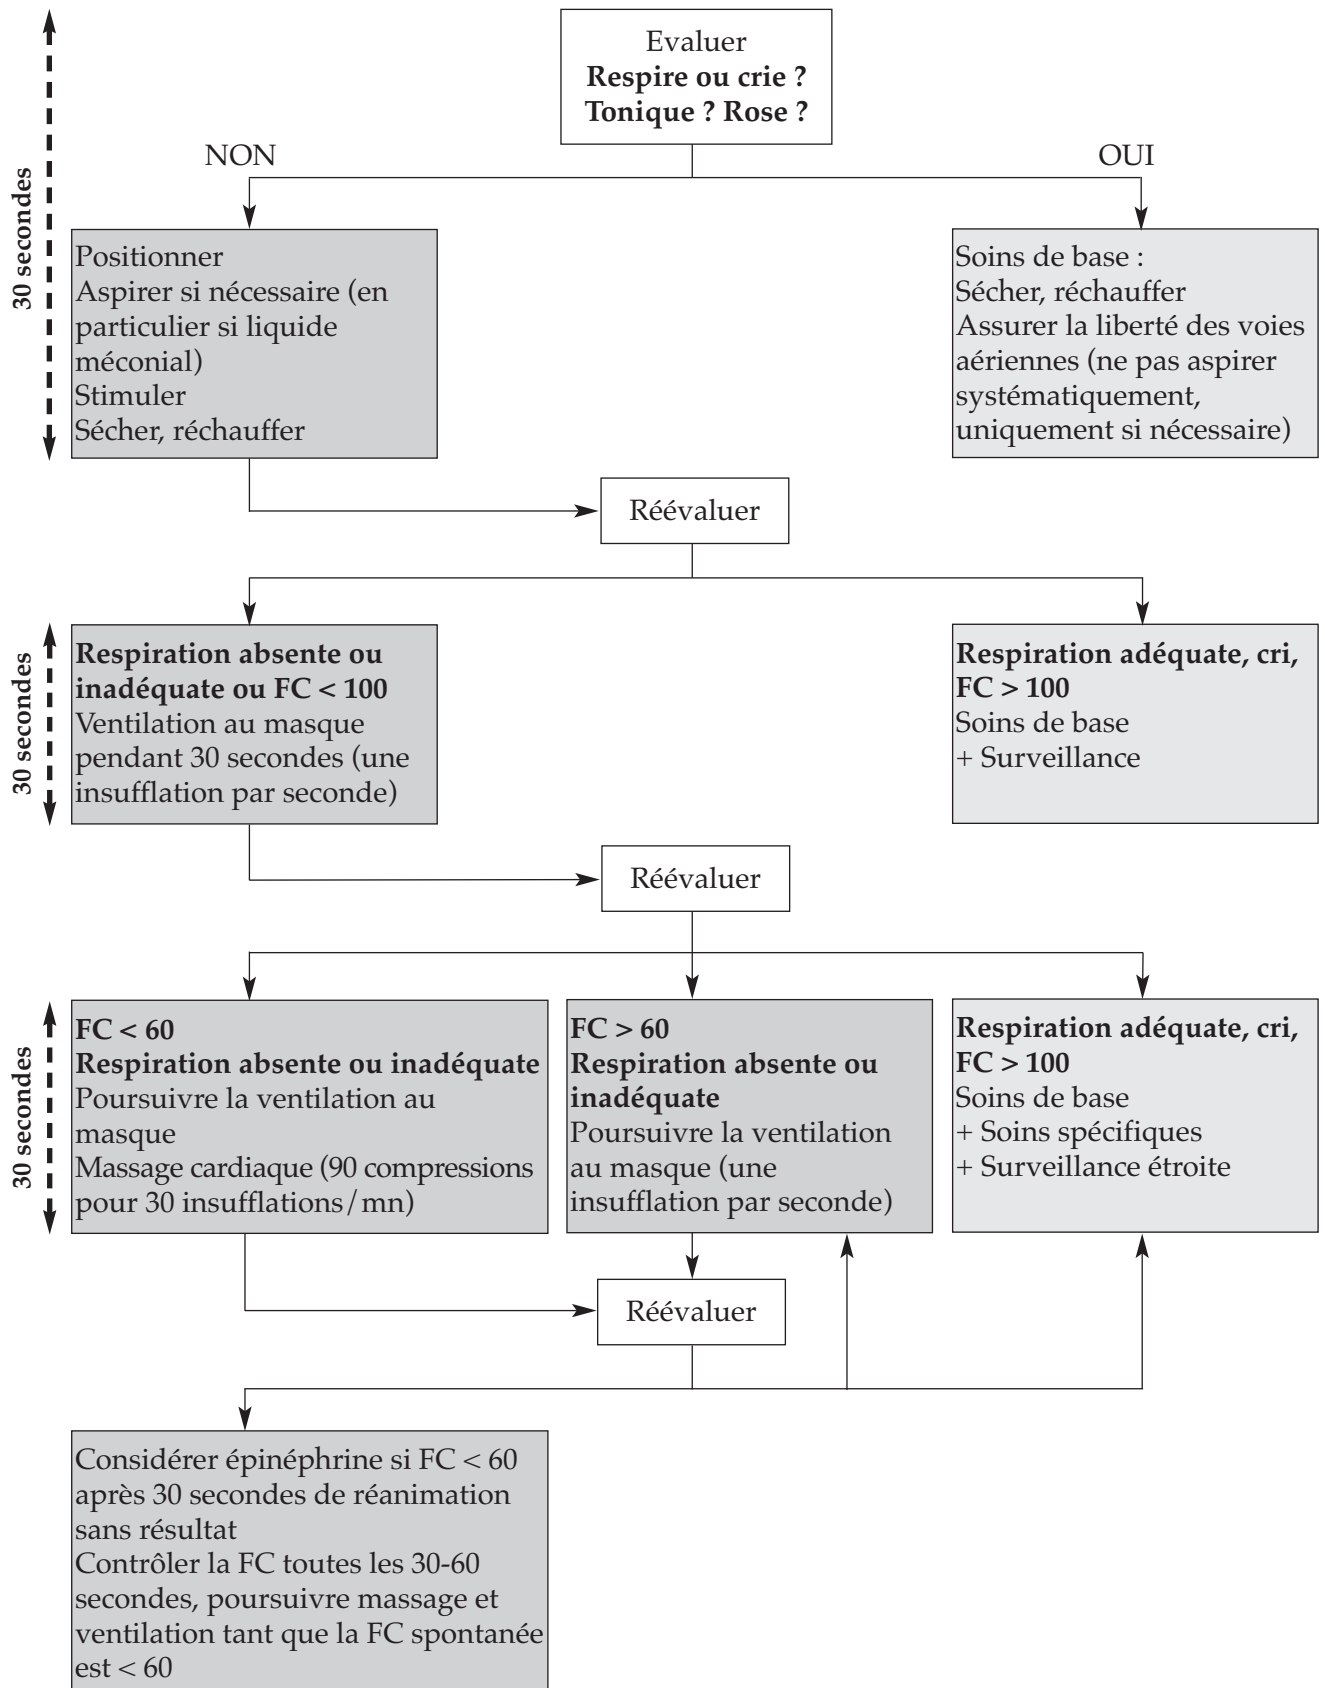 Evaluer
Respire ou crie ?
Tonique ? Rose ?
NON
OUI
30 secondes
Positionner
Aspirer si nécessaire (en
particulier si liquide
méconial)
Stimuler
Sécher, réchauffer
Soins de base :
Sécher, réchauffer
Assurer la liberté des voies
aériennes (ne pas aspirer
systématiquement,
uniquement si nécessaire)
Réévaluer
30 secondes
Respiration absente ou
inadéquate ou FC < 100
Ventilation au masque
pendant 30 secondes (une
insufflation par seconde)
Respiration adéquate, cri,
FC > 100
Soins de base
+ Surveillance
Réévaluer
30 secondes
FC < 60
Respiration absente ou inadéquate
Poursuivre la ventilation au
masque
Massage cardiaque (90 compressions
pour 30 insufflations/mn)
FC > 60
Respiration absente ou
inadéquate
Poursuivre la ventilation
au masque (une
insufflation par seconde)
Respiration adéquate, cri,
FC > 100
Soins de base
+ Soins spécifiques
+ Surveillance étroite
Réévaluer
Considérer épinéphrine si FC < 60
après 30 secondes de réanimation
sans résultat
Contrôler la FC toutes les 30-60
secondes, poursuivre massage et
ventilation tant que la FC spontanée
est < 60